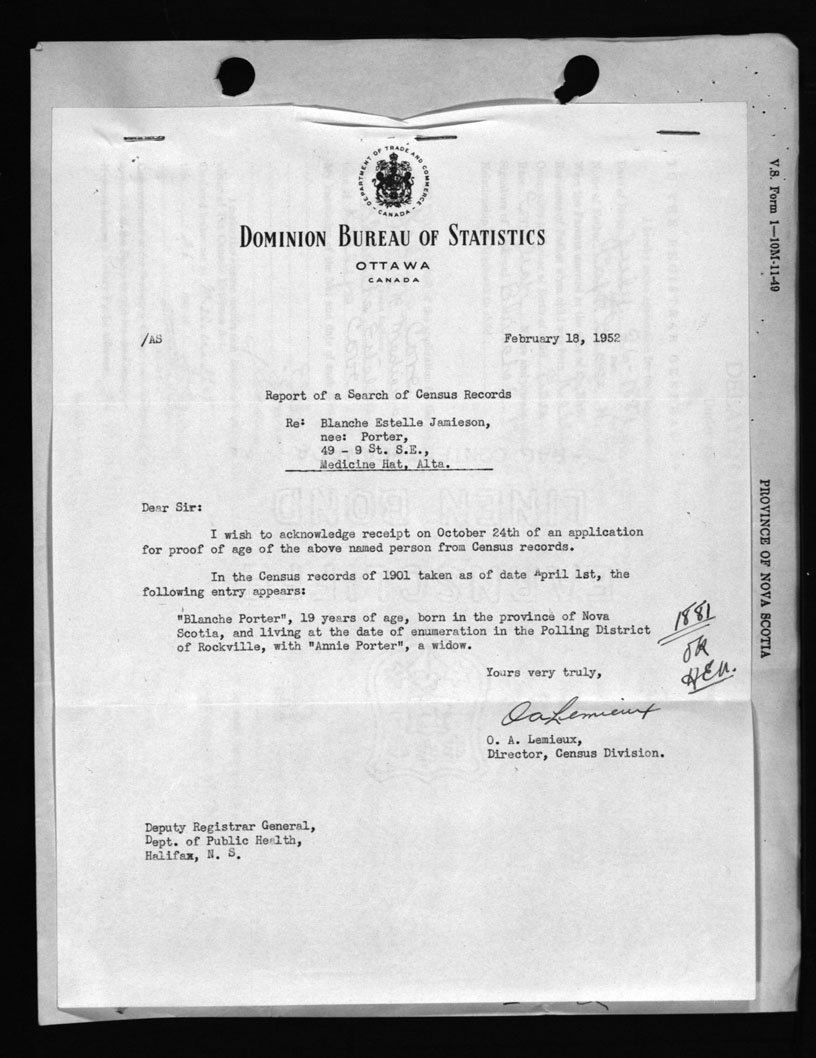 DEPARTMENT OF TRADE AND COMMERCE
- CANADA -
DOMINION BUREAU OF STATISTICS
OTTAWA
CANADA
/AS
February 18, 1952
Report of a Search of Census Records
Re: Blanche Estelle Jamieson,
nee: Porter,
49 - 9 St. S.E.,
Medicine Hat, Alta.
Dear Sir:
I wish to acknowledge receipt on October 24th of an application
for proof of age of the above named person from Census records.
In the Census records of 1901 taken as of date April 1st, the
following entry appears:
"Blanche Porter", 19 years of age, born in the province of Nova
Scotia, and living at the date of enumeration in the Polling District
of Rockville, with "Annie Porter", a widow.
1881
OK
Yours very truly,
OA Lemieux
O. A. Lemieux,
Director, Census Division.
Deputy Registrar General,
Dept. of Public Health,
Halifax, N. S.
V.S. Form 1—10M-11-49
PROVINCE OF NOVA SCOTIA
LINEN BOND